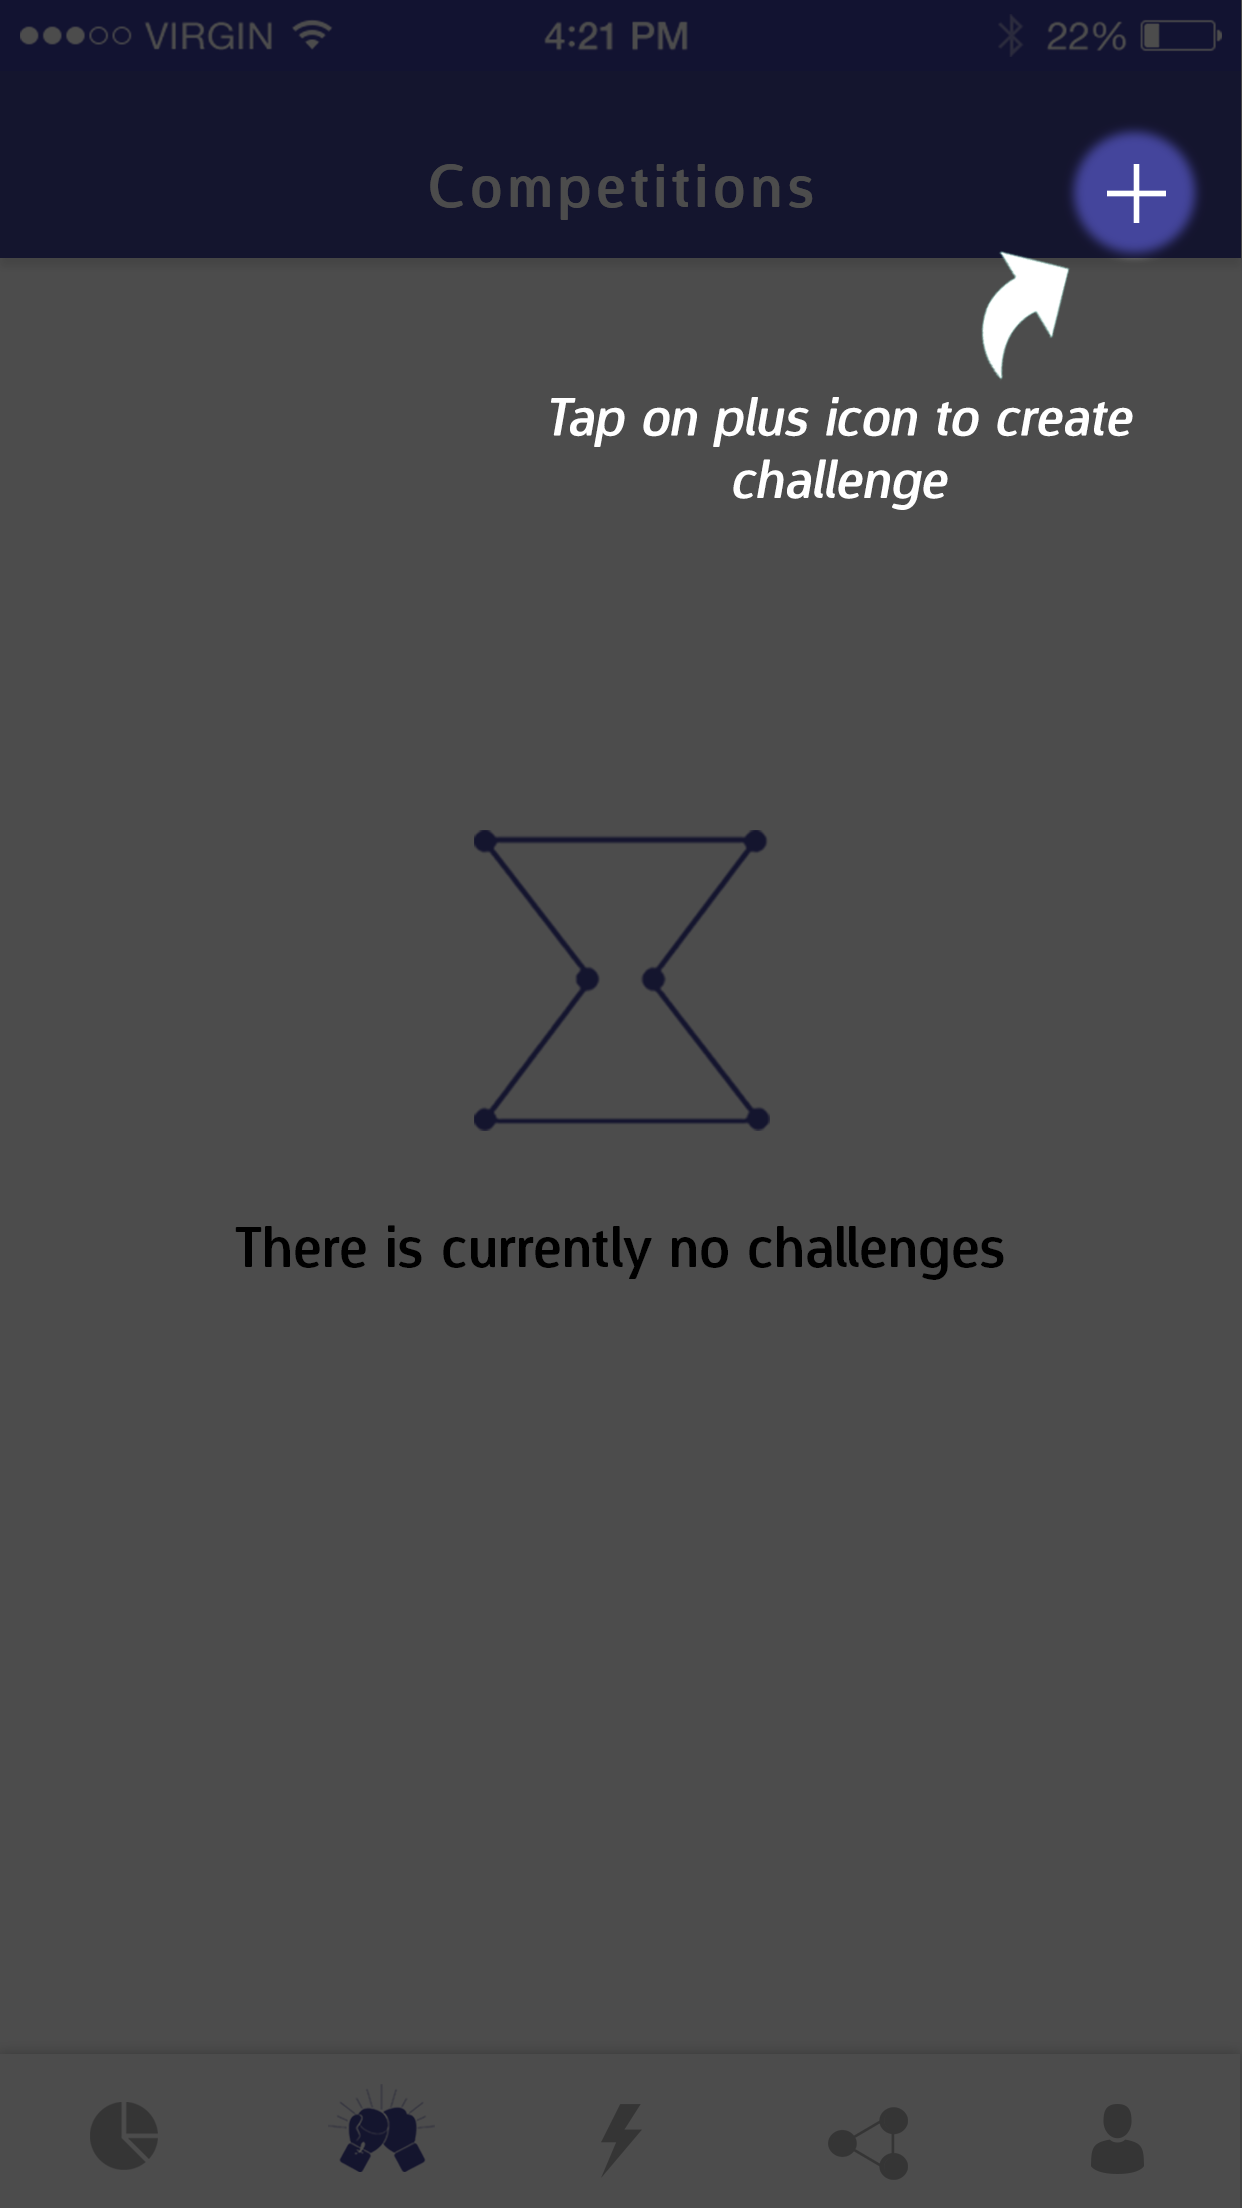 VIRGIN 4:21 PM 22%
Competitions
Tap on plus icon to create
challenge
There is currently no challenges